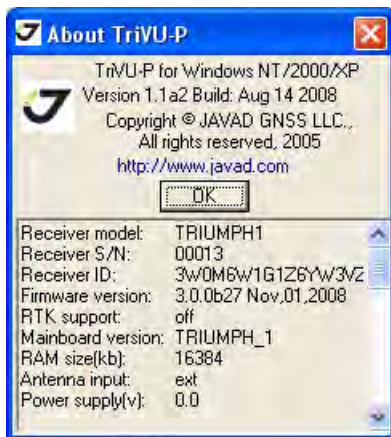 About TriVU-P
TriVU-P for Windows NT/2000/XP
Version 1.1a2 Build: Aug 14 2008
Copyright © JAVAD GNSS LLC.,
All rights reserved, 2005
http://www.javad.com
OK
Receiver model: TRIUMPH1
Receiver S/N: 00013
Receiver ID: 3W0M6W1G1Z6YW3VZ
Firmware version: 3.0.0b27 Nov,01,2008
RTK support: off
Mainboard version: TRIUMPH_1
RAM size(kb): 16384
Antenna input: ext
Power supply(v): 0.0